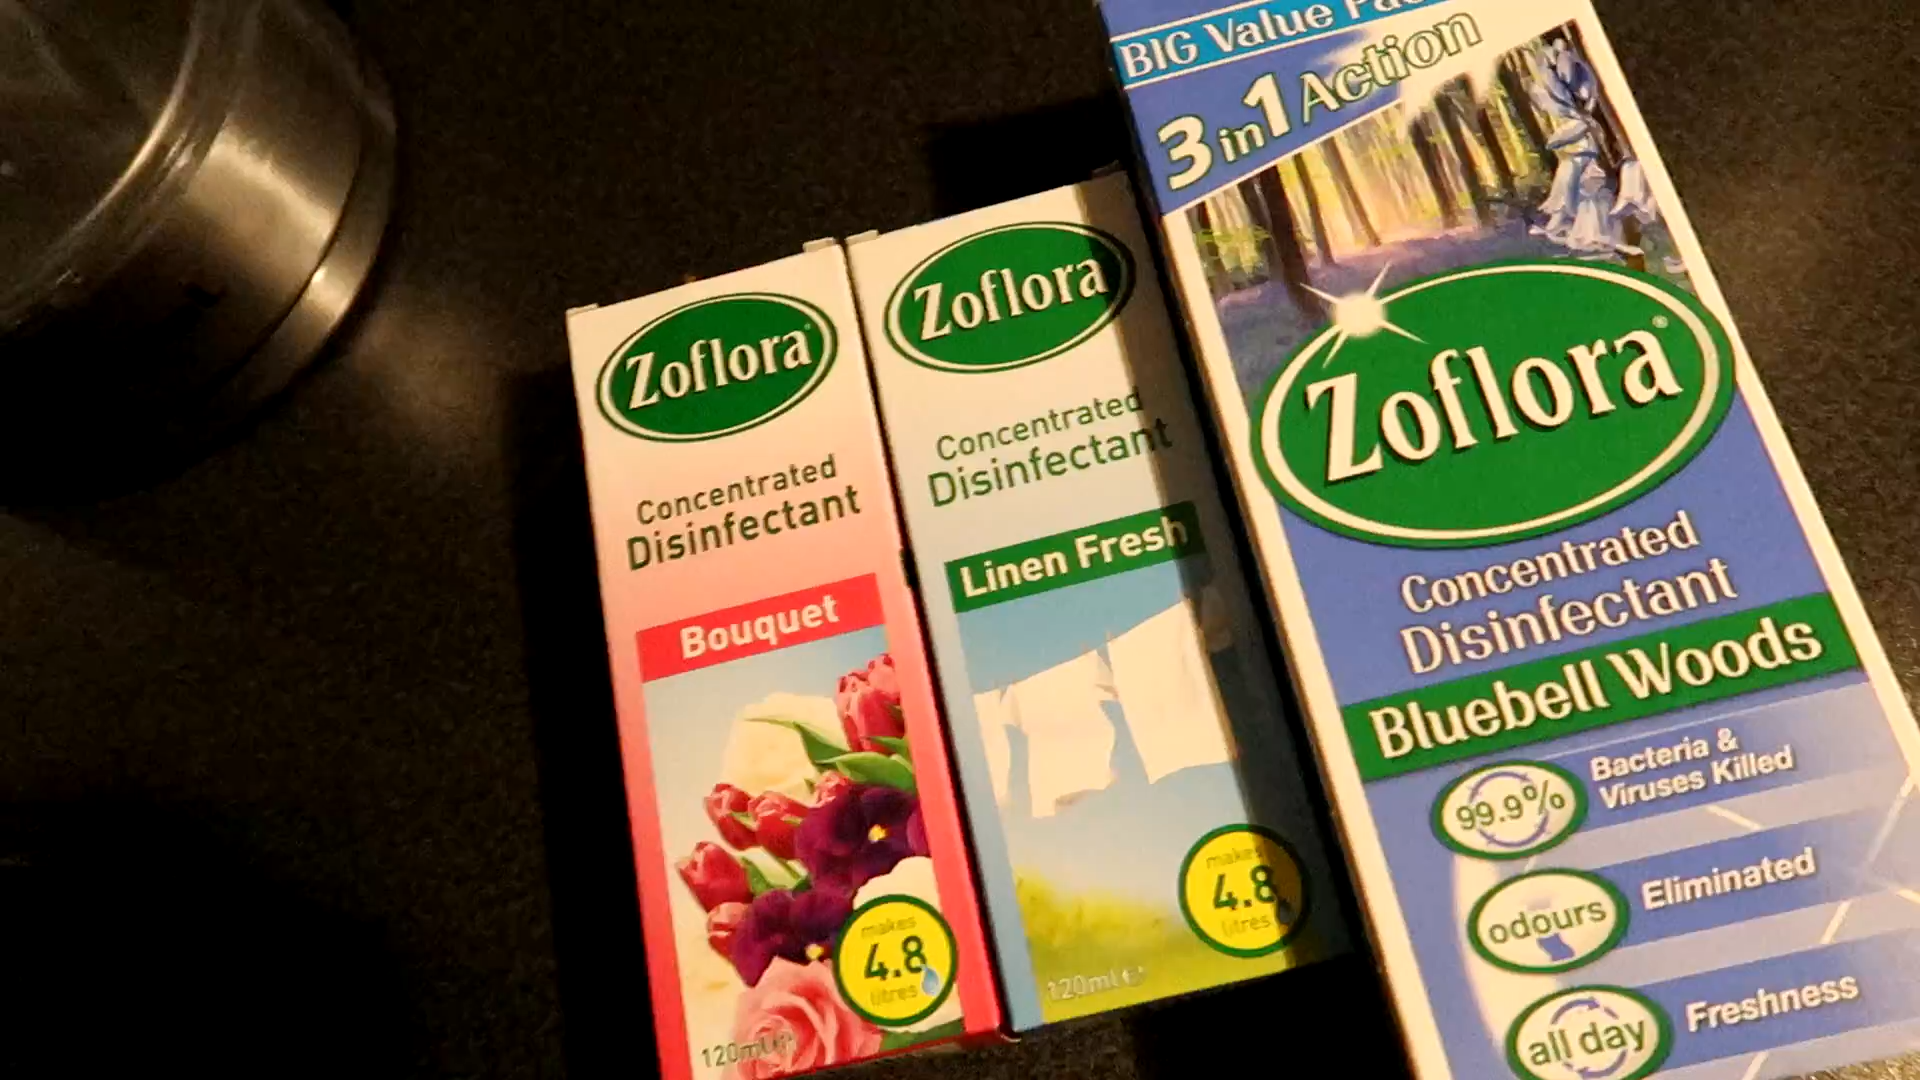 Zoflora
Concentrated
Disinfectant
Bouquet
makes
4.8
litres
120ml e
Zoflora
Concentrated
Disinfectant
Linen Fresh
makes
4.8
litres
120ml e
BIG Value
3 in 1 Action
Zoflora®
Concentrated
Disinfectant
Bluebell Woods
99.9%
Bacteria &
Viruses Killed
odours
Eliminated
all day
Freshness